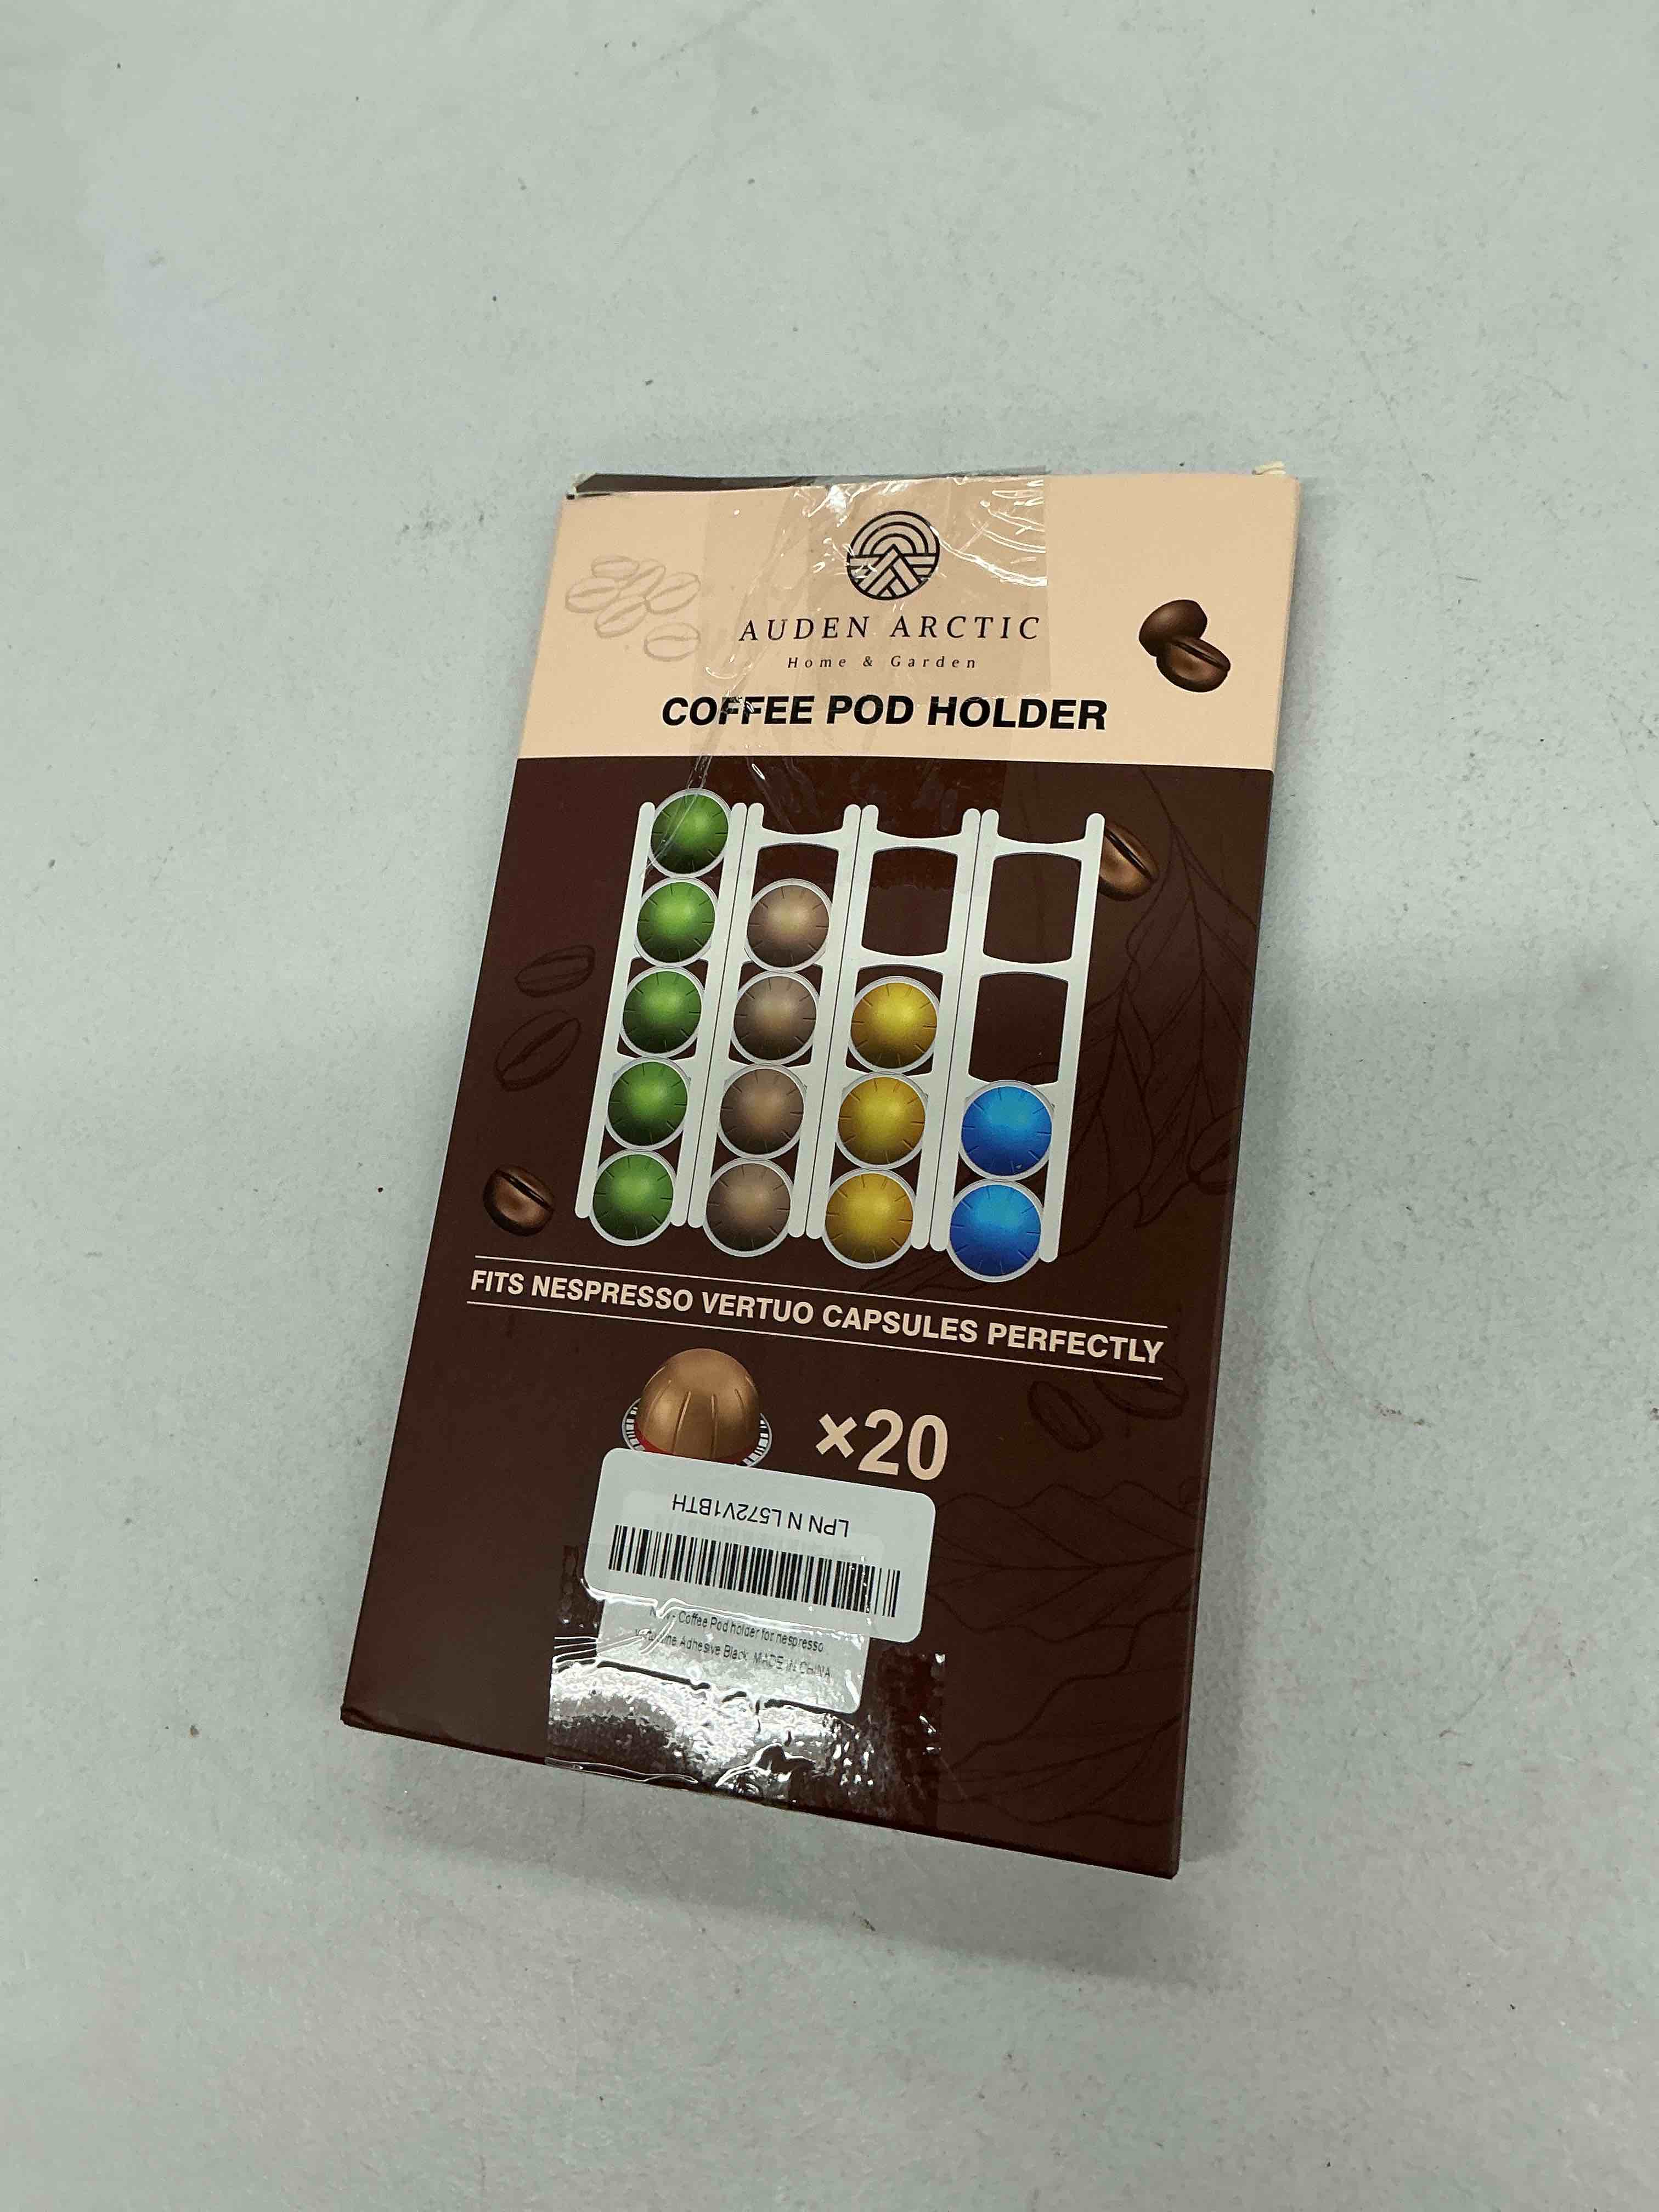 AUDEN ARCTIC
Home & Garden
COFFEE POD HOLDER
FITS NESPRESSO VERTUO CAPSULES PERFECTLY
×20
LPN N L572V1BTH
- Coffee Pod holder for nespresso
Adhesive Black, MADE IN CHINA